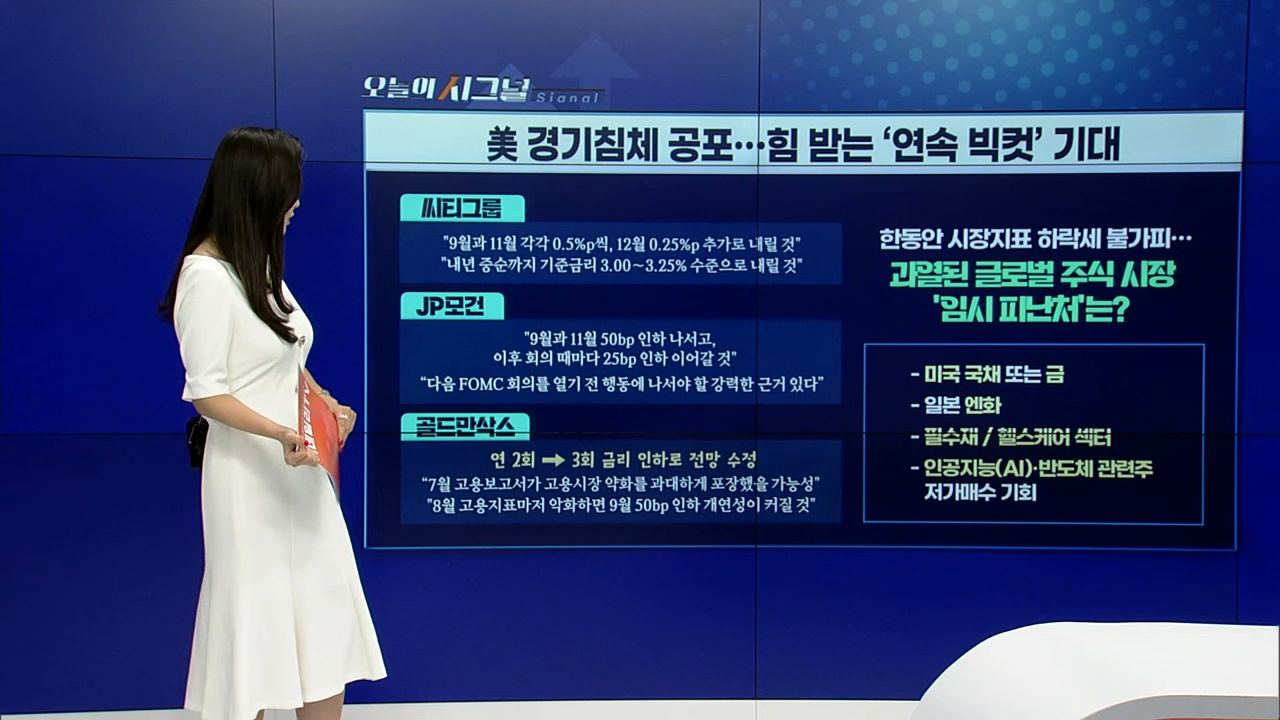 오늘의 시그널
Signal
美 경기침체 공포…힘 받는 ‘연속 빅컷’ 기대
씨티그룹
"9월과 11월 각각 0.5%p씩, 12월 0.25%p 추가로 내릴 것"
"내년 중순까지 기준금리 3.00～3.25% 수준으로 내릴 것"
JP모건
"9월과 11월 50bp 인하 나서고,
이후 회의 때마다 25bp 인하 이어갈 것"
“다음 FOMC 회의를 열기 전 행동에 나서야 할 강력한 근거 있다”
골드만삭스
연 2회 → 3회 금리 인하로 전망 수정
“7월 고용보고서가 고용시장 악화를 과대하게 포장했을 가능성”
"8월 고용지표마저 악화하면 9월 50bp 인하 개연성이 커질 것"
한동안 시장지표 하락세 불가피…
과열된 글로벌 주식 시장
'임시 피난처'는?
- 미국 국채 또는 금
- 일본 엔화
- 필수재 / 헬스케어 섹터
- 인공지능(AI)·반도체 관련주
저가매수 기회